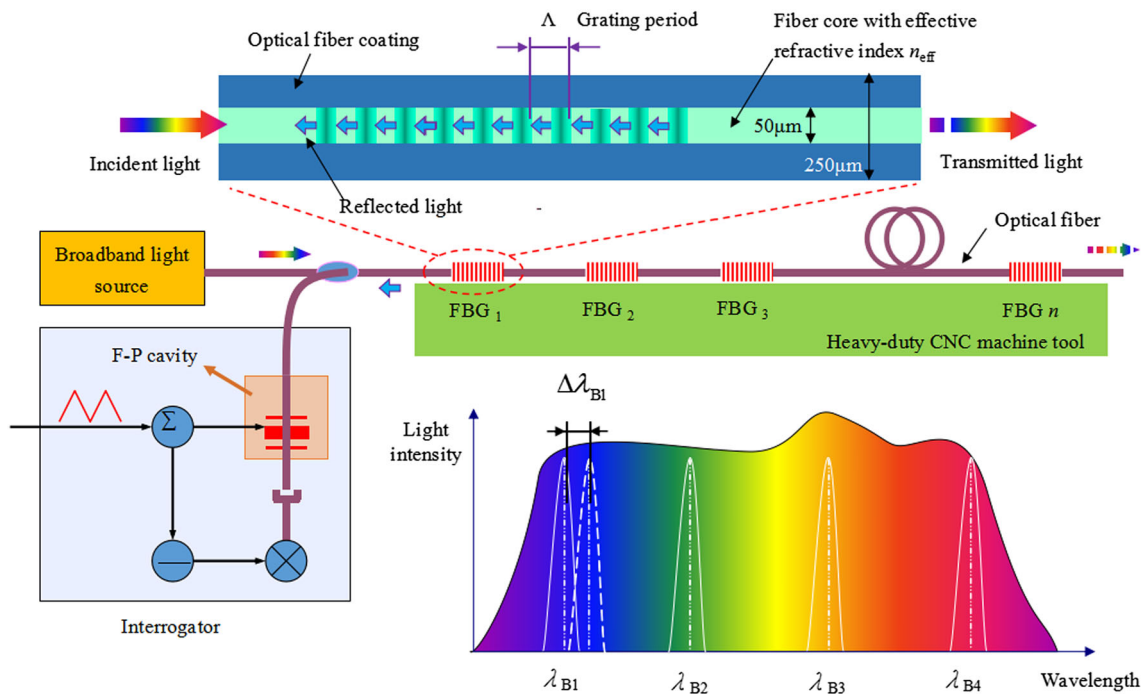 Λ Grating period
Optical fiber coating
Fiber core with effective
refractive index neff
50μm
250μm
Incident light
Transmitted light
Reflected light
-
Optical fiber
Broadband light
source
FBG 1
FBG 2
FBG 3
FBG n
Heavy-duty CNC machine tool
F-P cavity
Σ
Interrogator
ΔλB1
Light
intensity
λB1
λB2
λB3
λB4
Wavelength